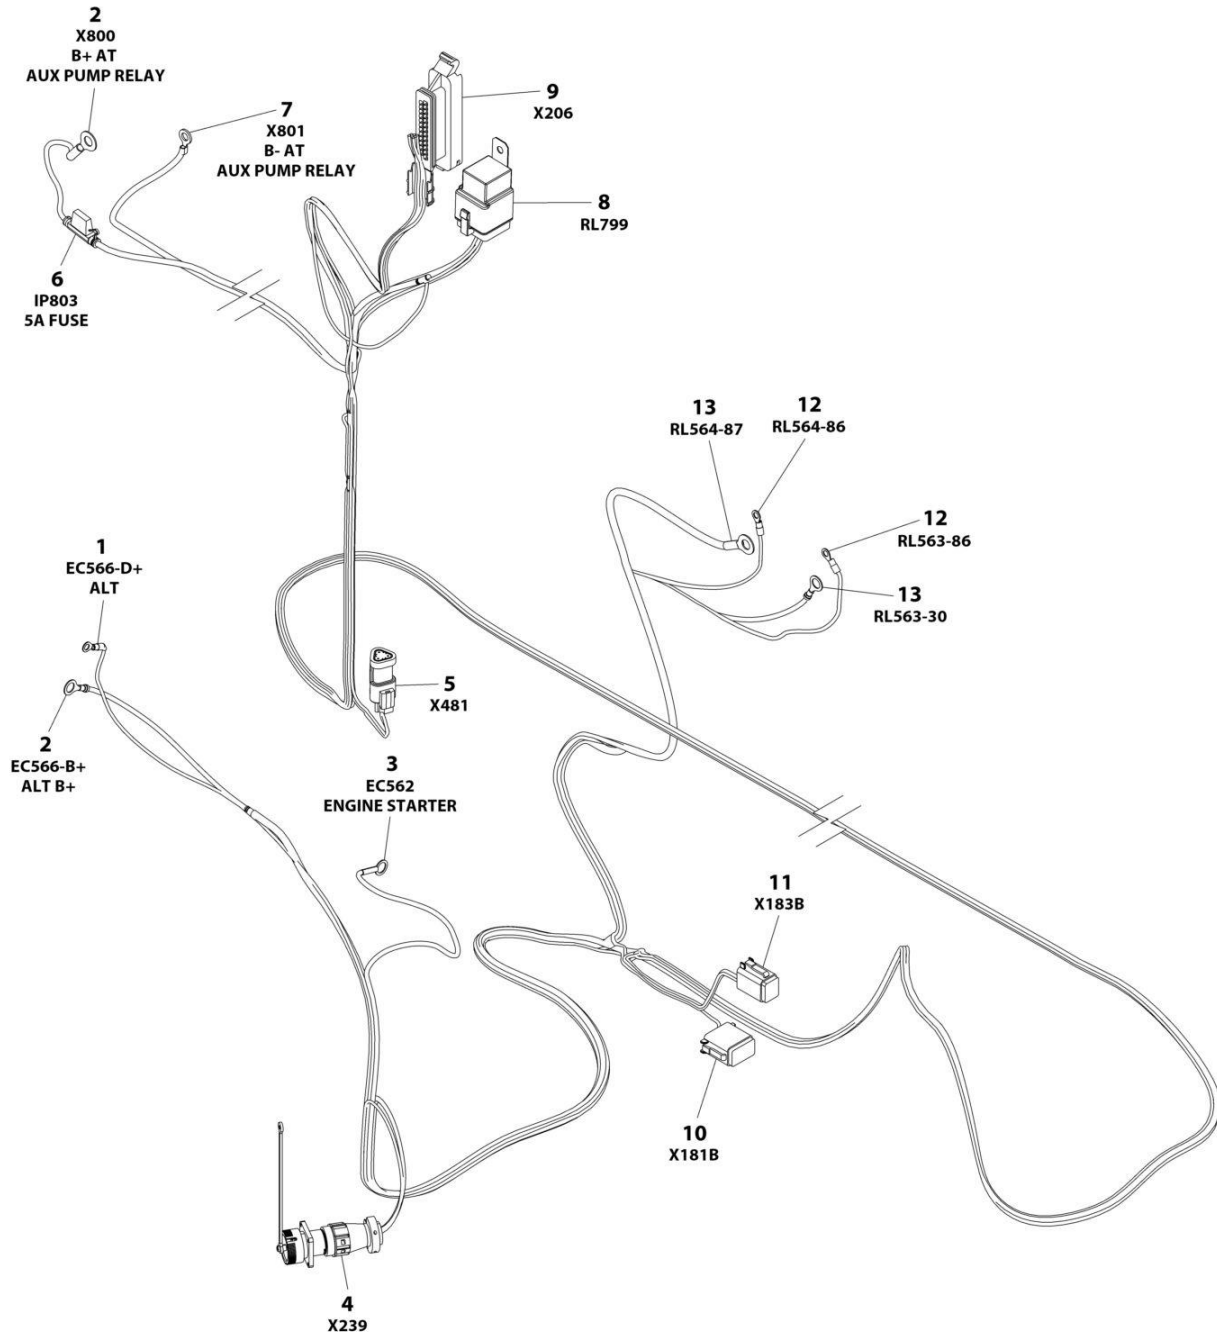 2
X800
B+ AT
AUX PUMP RELAY
7
X801
B- AT
AUX PUMP RELAY
9
X206
8
RL799
6
IP803
5A FUSE
13
RL564-87
12
RL564-86
12
RL563-86
13
RL563-30
1
EC566-D+
ALT
5
X481
2
EC566-B+
ALT B+
3
EC562
ENGINE STARTER
11
X183B
10
X181B
4
X239